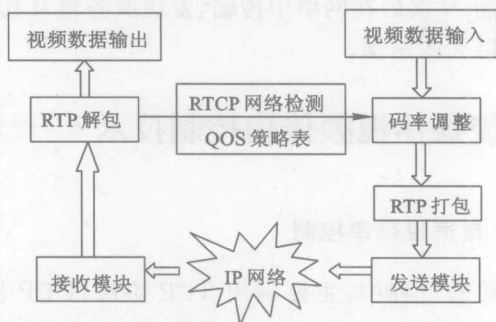 视频数据输出
视频数据输入
RTP 解包
RTCP 网络检测
QOS 策略表
码率调整
RTP 打包
接收模块
IP 网络
发送模块